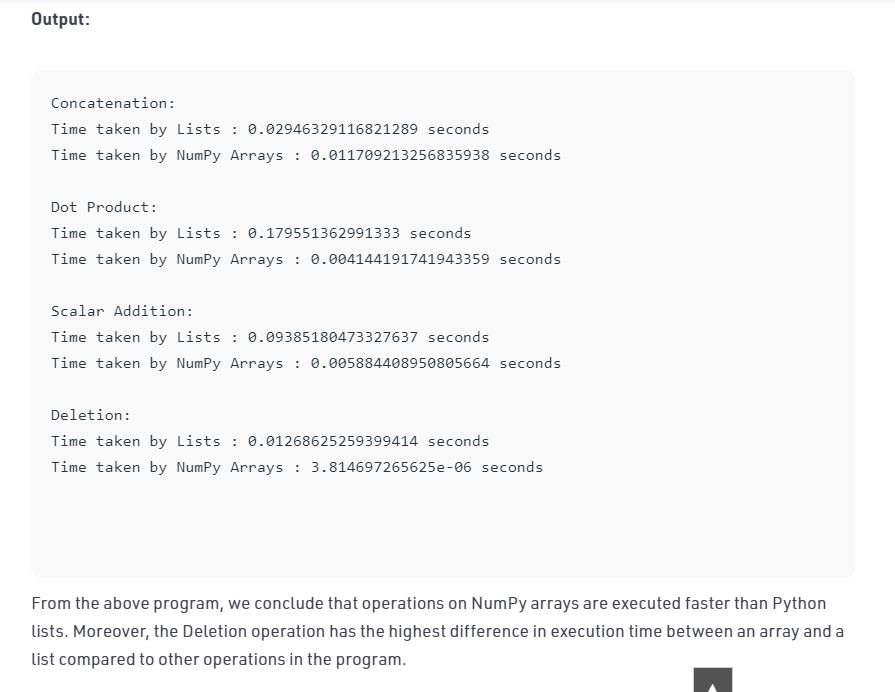 Output:
Concatenation:
Time taken by Lists : 0.02946329116821289 seconds
Time taken by NumPy Arrays : 0.011709213256835938 seconds
Dot Product:
Time taken by Lists : 0.179551362991333 seconds
Time taken by NumPy Arrays : 0.004144191741943359 seconds
Scalar Addition:
Time taken by Lists : 0.09385180473327637 seconds
Time taken by NumPy Arrays : 0.005884408950805664 seconds
Deletion:
Time taken by Lists : 0.01268625259399414 seconds
Time taken by NumPy Arrays : 3.814697265625e-06 seconds
From the above program, we conclude that operations on NumPy arrays are executed faster than Python
lists. Moreover, the Deletion operation has the highest difference in execution time between an array and a
list compared to other operations in the program.